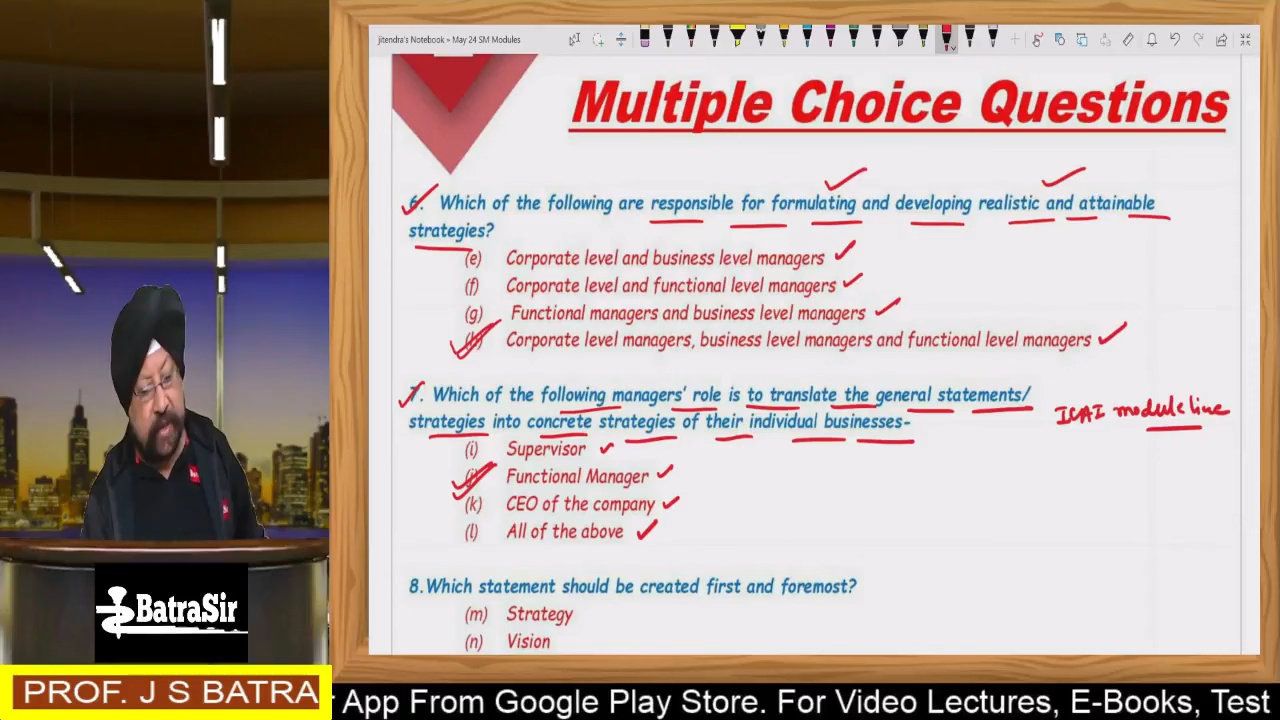 jitendra's Notebook » May 24 SM Modules
Multiple Choice Questions
6. Which of the following are responsible for formulating and developing realistic and attainable
strategies?
(e) Corporate level and business level managers
(f) Corporate level and functional level managers
(g) Functional managers and business level managers
Corporate level managers, business level managers and functional level managers
7. Which of the following managers' role is to translate the general statements/
strategies into concrete strategies of their individual businesses-
ICAI module line
(i) Supervisor
(j) Functional Manager
(k) CEO of the company
(l) All of the above
8.Which statement should be created first and foremost?
(m) Strategy
(n) Vision
BatraSir
PROF. J S BATRA
App From Google Play Store. For Video Lectures, E-Books, Test